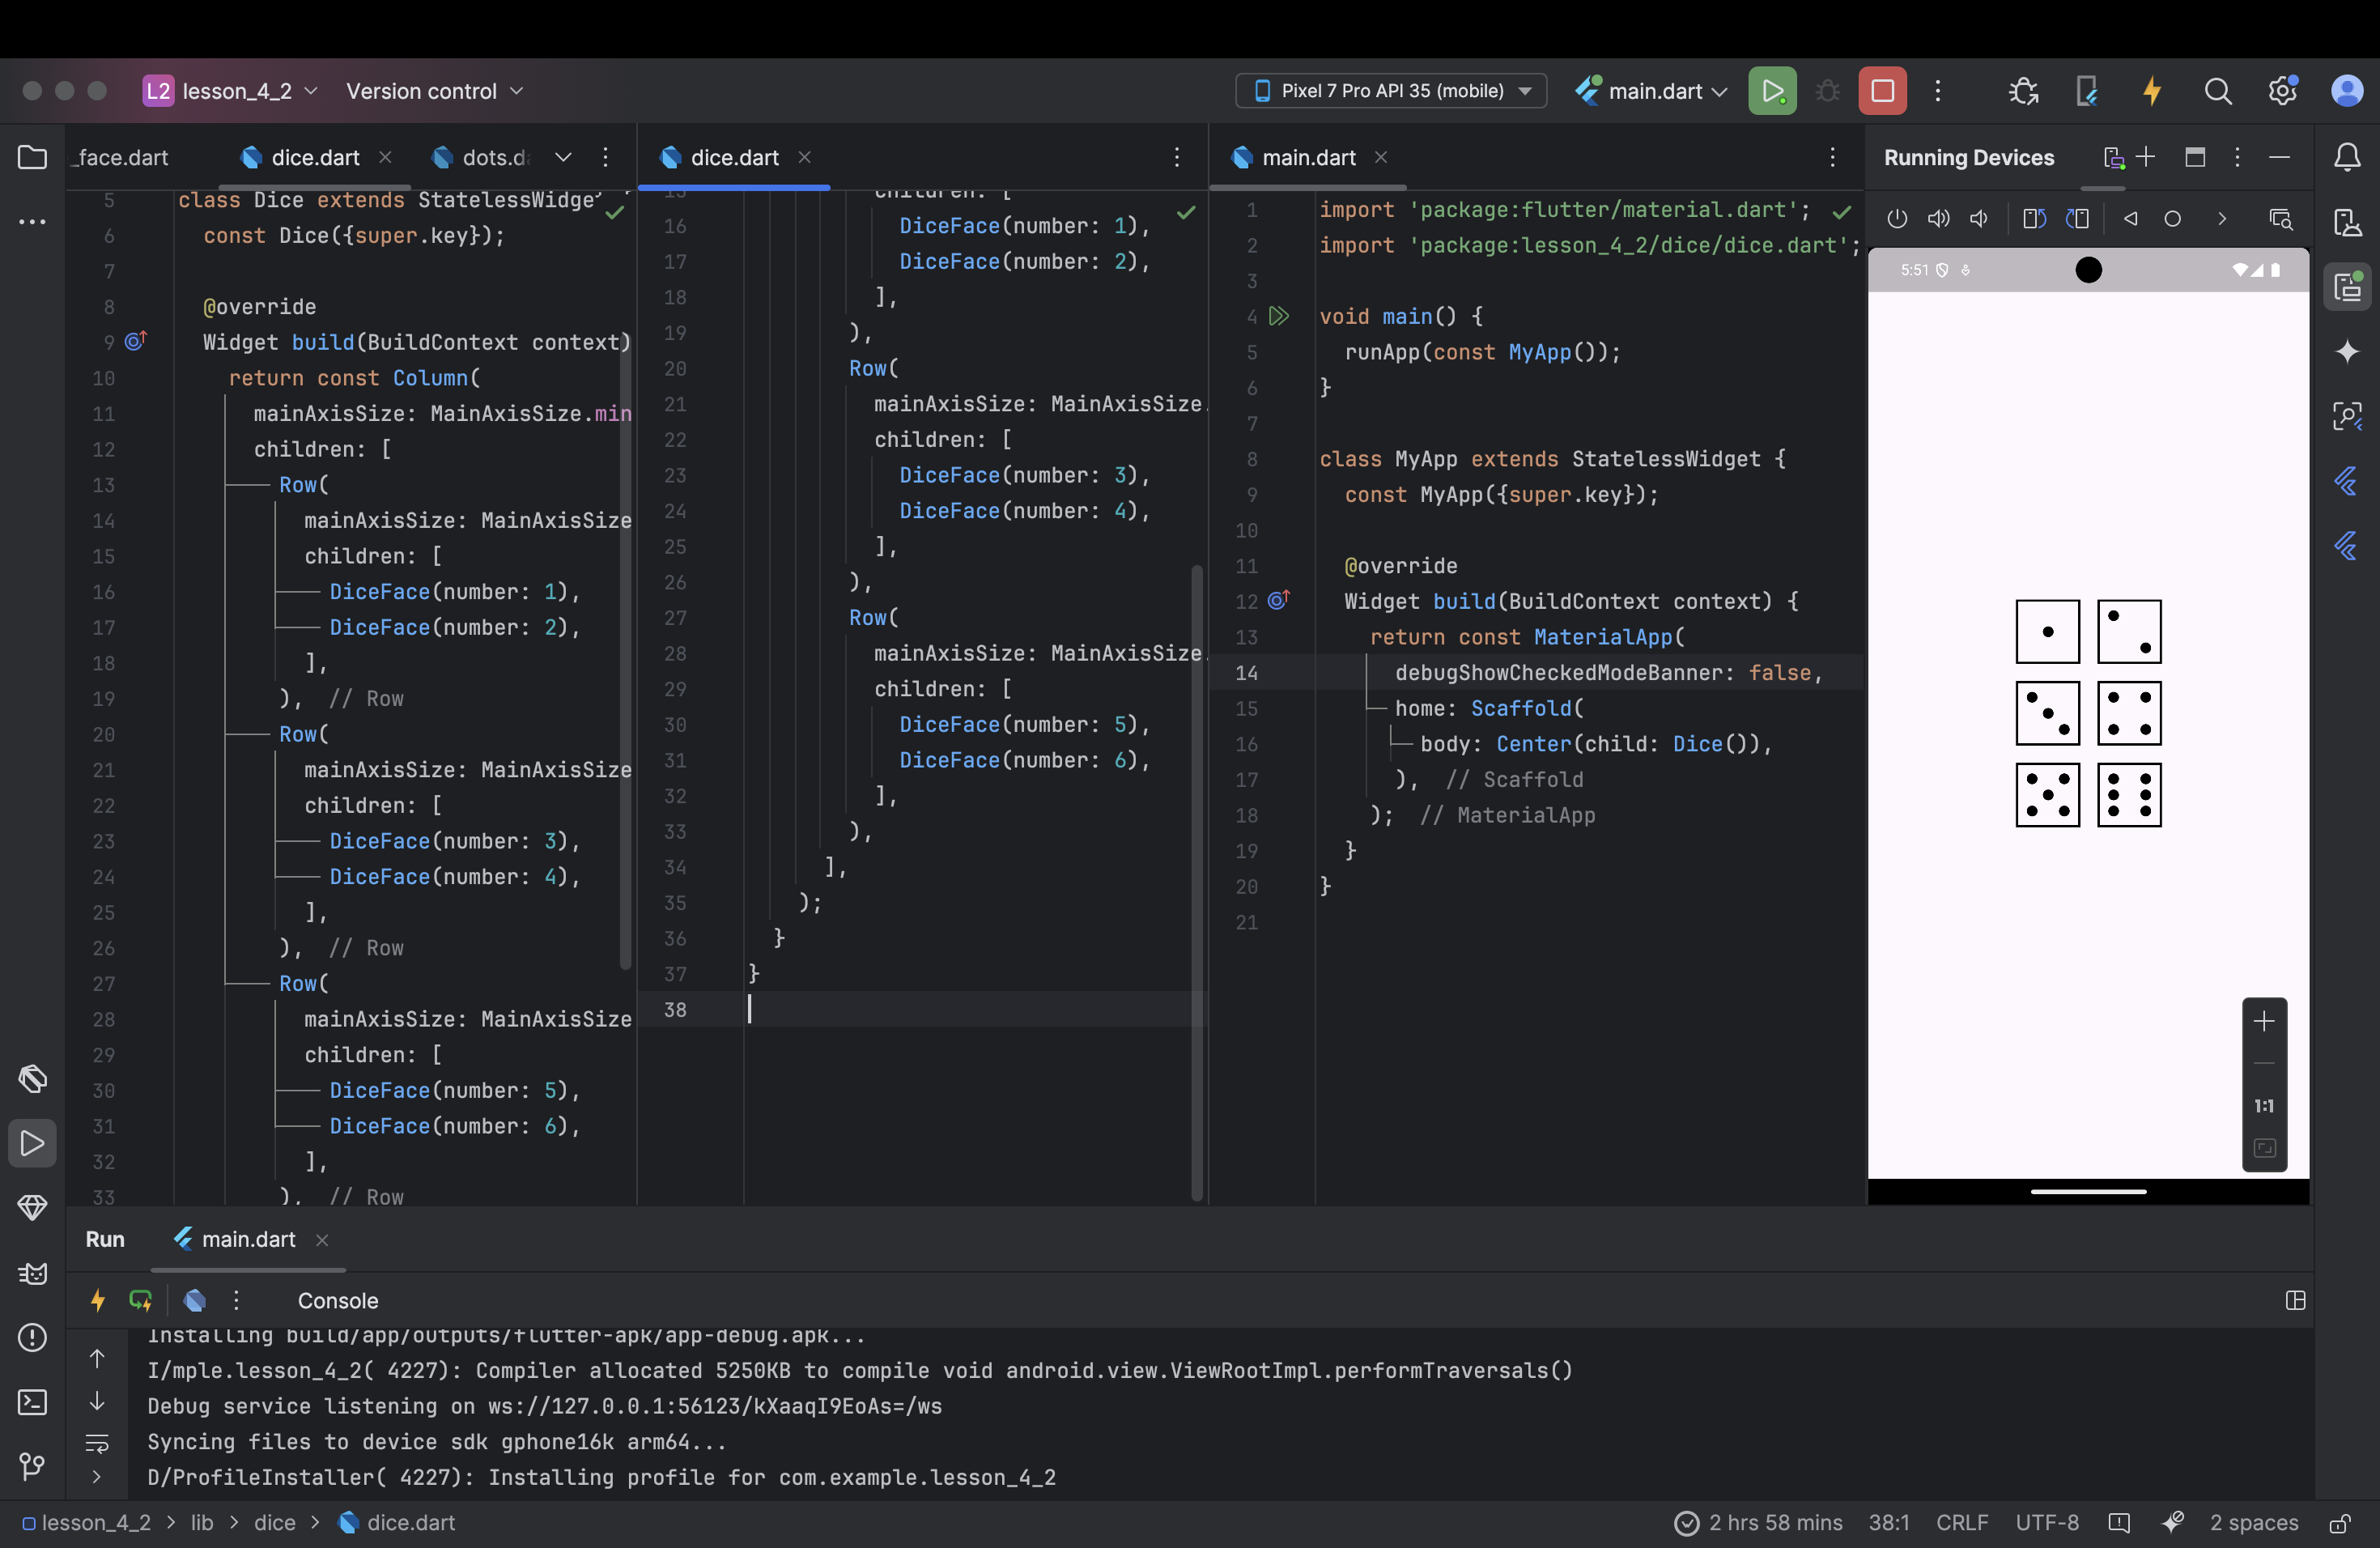 L2 lesson_4_2 Version control Pixel 7 Pro API 35 (mobile) main.dart
_face.dart dice.dart dots.d
5 class Dice extends StatelessWidge
6 const Dice({super.key});
7
8 @override
9 Widget build(BuildContext context)
10 return const Column(
11 mainAxisSize: MainAxisSize.min
12 children: [
13 Row(
14 mainAxisSize: MainAxisSize
15 children: [
16 DiceFace(number: 1),
17 DiceFace(number: 2),
18 ],
19 ), // Row
20 Row(
21 mainAxisSize: MainAxisSize
22 children: [
23 DiceFace(number: 3),
24 DiceFace(number: 4),
25 ],
26 ), // Row
27 Row(
28 mainAxisSize: MainAxisSize
29 children: [
30 DiceFace(number: 5),
31 DiceFace(number: 6),
32 ],
33 ), // Row
dice.dart
15 children: [
16 DiceFace(number: 1),
17 DiceFace(number: 2),
18 ],
19 ),
20 Row(
21 mainAxisSize: MainAxisSize.
22 children: [
23 DiceFace(number: 3),
24 DiceFace(number: 4),
25 ],
26 ),
27 Row(
28 mainAxisSize: MainAxisSize.
29 children: [
30 DiceFace(number: 5),
31 DiceFace(number: 6),
32 ],
33 ),
34 ],
35 );
36 }
37 }
38
main.dart
1 import 'package:flutter/material.dart';
2 import 'package:lesson_4_2/dice/dice.dart';
3
4 void main() {
5 runApp(const MyApp());
6 }
7
8 class MyApp extends StatelessWidget {
9 const MyApp({super.key});
10
11 @override
12 Widget build(BuildContext context) {
13 return const MaterialApp(
14 debugShowCheckedModeBanner: false,
15 home: Scaffold(
16 body: Center(child: Dice()),
17 ), // Scaffold
18 ); // MaterialApp
19 }
20 }
21
Running Devices
5:51
1:1
Run main.dart
Console
Installing build/app/outputs/flutter-apk/app-debug.apk...
I/mple.lesson_4_2( 4227): Compiler allocated 5250KB to compile void android.view.ViewRootImpl.performTraversals()
Debug service listening on ws://127.0.0.1:56123/kXaaqI9EoAs=/ws
Syncing files to device sdk gphone16k arm64...
D/ProfileInstaller( 4227): Installing profile for com.example.lesson_4_2
lesson_4_2 > lib > dice > dice.dart 2 hrs 58 mins 38:1 CRLF UTF-8 2 spaces